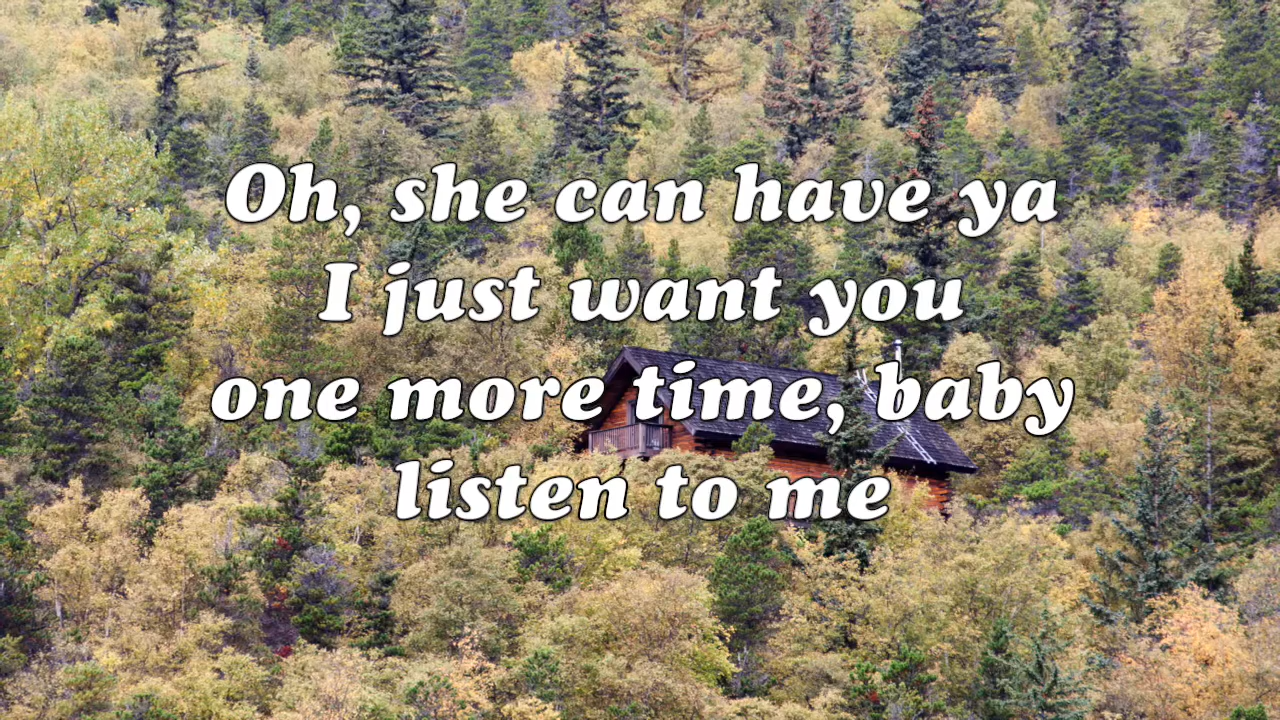 Oh, she can have ya
I just want you
one more time, baby
listen to me